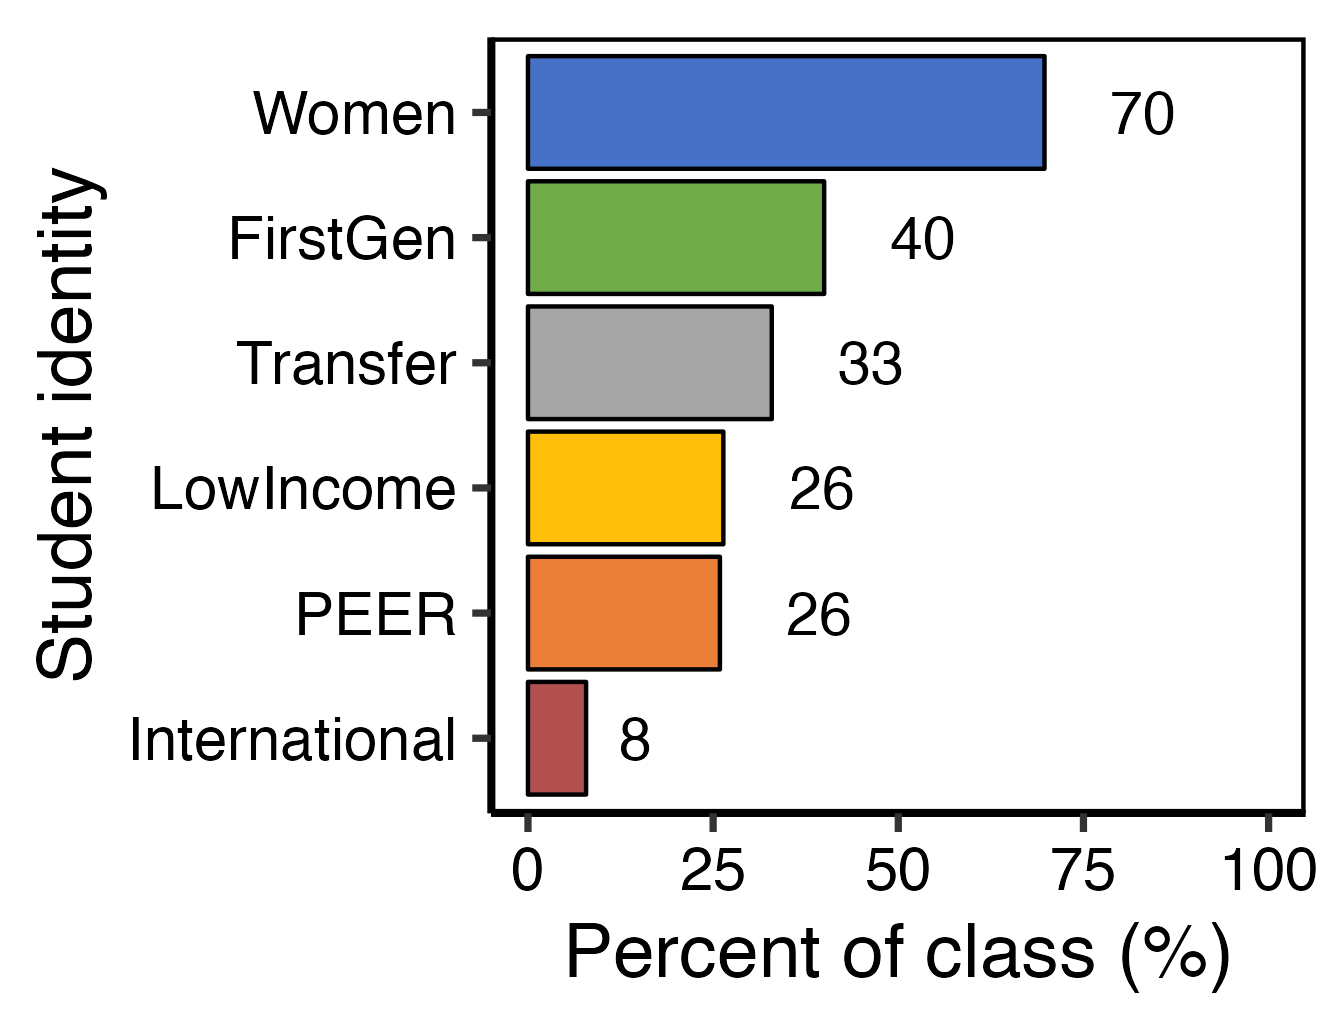 Student identity
Women 70
FirstGen 40
Transfer 33
LowIncome 26
PEER 26
International 8
0 25 50 75 100
Percent of class (%)